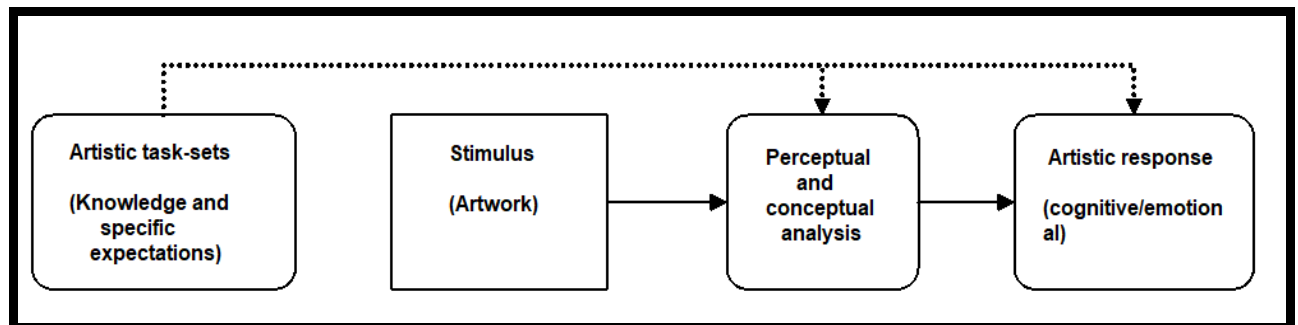 Artistic task-sets
(Knowledge and
specific
expectations)
Stimulus
(Artwork)
Perceptual
and
conceptual
analysis
Artistic response
(cognitive/emotion
al)